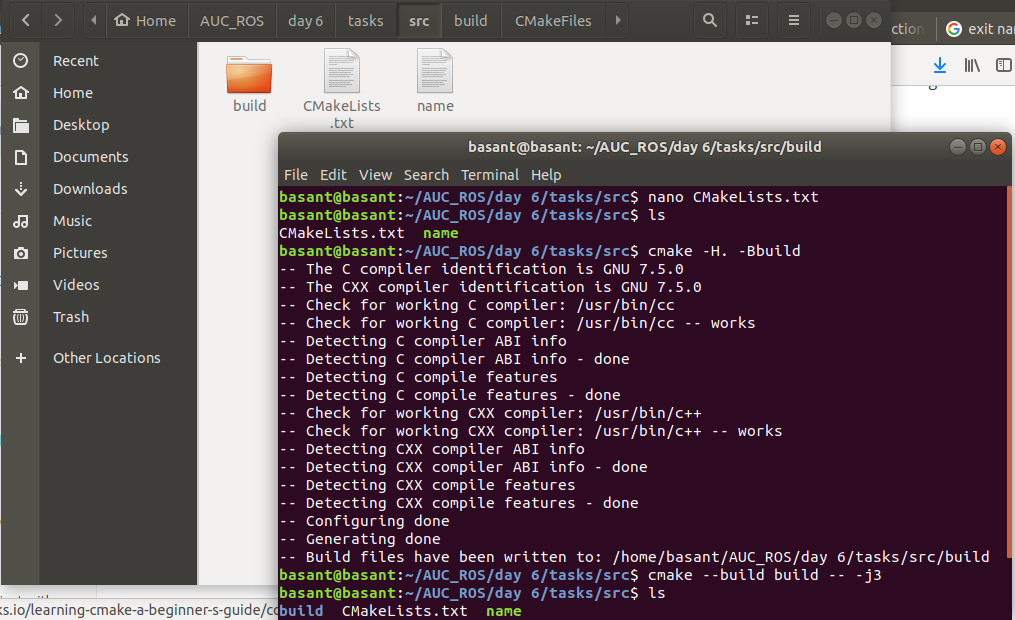 Home AUC_ROS day 6 tasks src build CMakeFiles
ction exit nar
Recent
Home
Desktop
Documents
Downloads
Music
Pictures
Videos
Trash
Other Locations
build
CMakeLists
.txt
name
basant@basant: ~/AUC_ROS/day 6/tasks/src/build
File Edit View Search Terminal Help
basant@basant:~/AUC_ROS/day 6/tasks/src$ nano CMakeLists.txt
basant@basant:~/AUC_ROS/day 6/tasks/src$ ls
CMakeLists.txt name
basant@basant:~/AUC_ROS/day 6/tasks/src$ cmake -H. -Bbuild
-- The C compiler identification is GNU 7.5.0
-- The CXX compiler identification is GNU 7.5.0
-- Check for working C compiler: /usr/bin/cc
-- Check for working C compiler: /usr/bin/cc -- works
-- Detecting C compiler ABI info
-- Detecting C compiler ABI info - done
-- Detecting C compile features
-- Detecting C compile features - done
-- Check for working CXX compiler: /usr/bin/c++
-- Check for working CXX compiler: /usr/bin/c++ -- works
-- Detecting CXX compiler ABI info
-- Detecting CXX compiler ABI info - done
-- Detecting CXX compile features
-- Detecting CXX compile features - done
-- Configuring done
-- Generating done
-- Build files have been written to: /home/basant/AUC_ROS/day 6/tasks/src/build
basant@basant:~/AUC_ROS/day 6/tasks/src$ cmake --build build -- -j3
basant@basant:~/AUC_ROS/day 6/tasks/src$ ls
build CMakeLists.txt name
ks.io/learning-cmake-a-beginner-s-guide/co